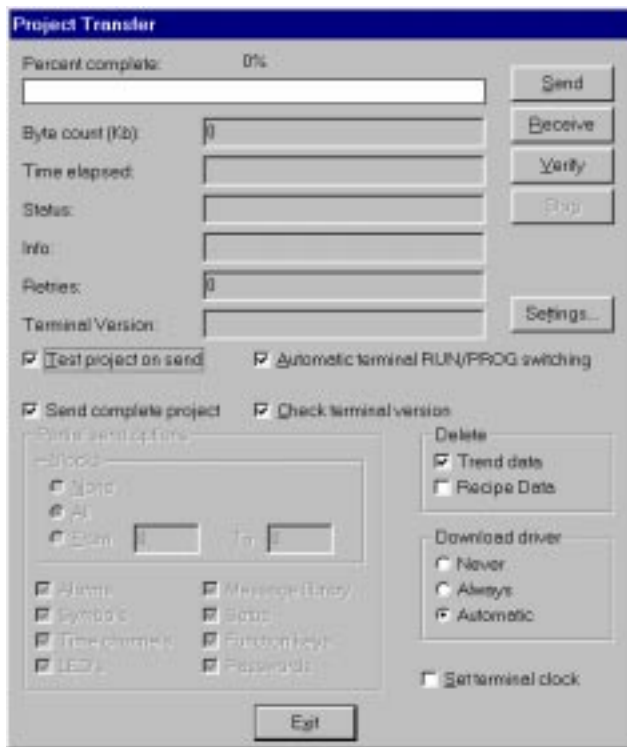 Project Transfer
Percent complete: 0%
Send
Byte count (Kb): 0
Receive
Time elapsed:
Verify
Status:
Stop
Info:
Retries: 0
Terminal Version:
Settings...
Test project on send
Automatic terminal RUN/PROG switching
Send complete project
Check terminal version
Partial send options
Blocks
None
All
From 0 To 0
Alarms
Message library
Symbols
Setup
Time channels
Function keys
LED's
Passwords
Delete
Trend data
Recipe Data
Download driver
Never
Always
Automatic
Set terminal clock
Exit